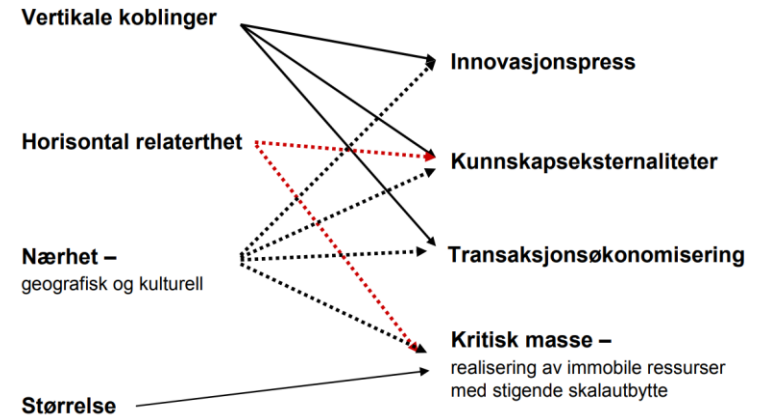 Vertikale koblinger
Horisontal relaterthet
Nærhet –
geografisk og kulturell
Størrelse
Innovasjonspress
Kunnskapseksternaliteter
Transaksjonsøkonomisering
Kritisk masse –
realisering av immobile ressurser
med stigende skalautbytte